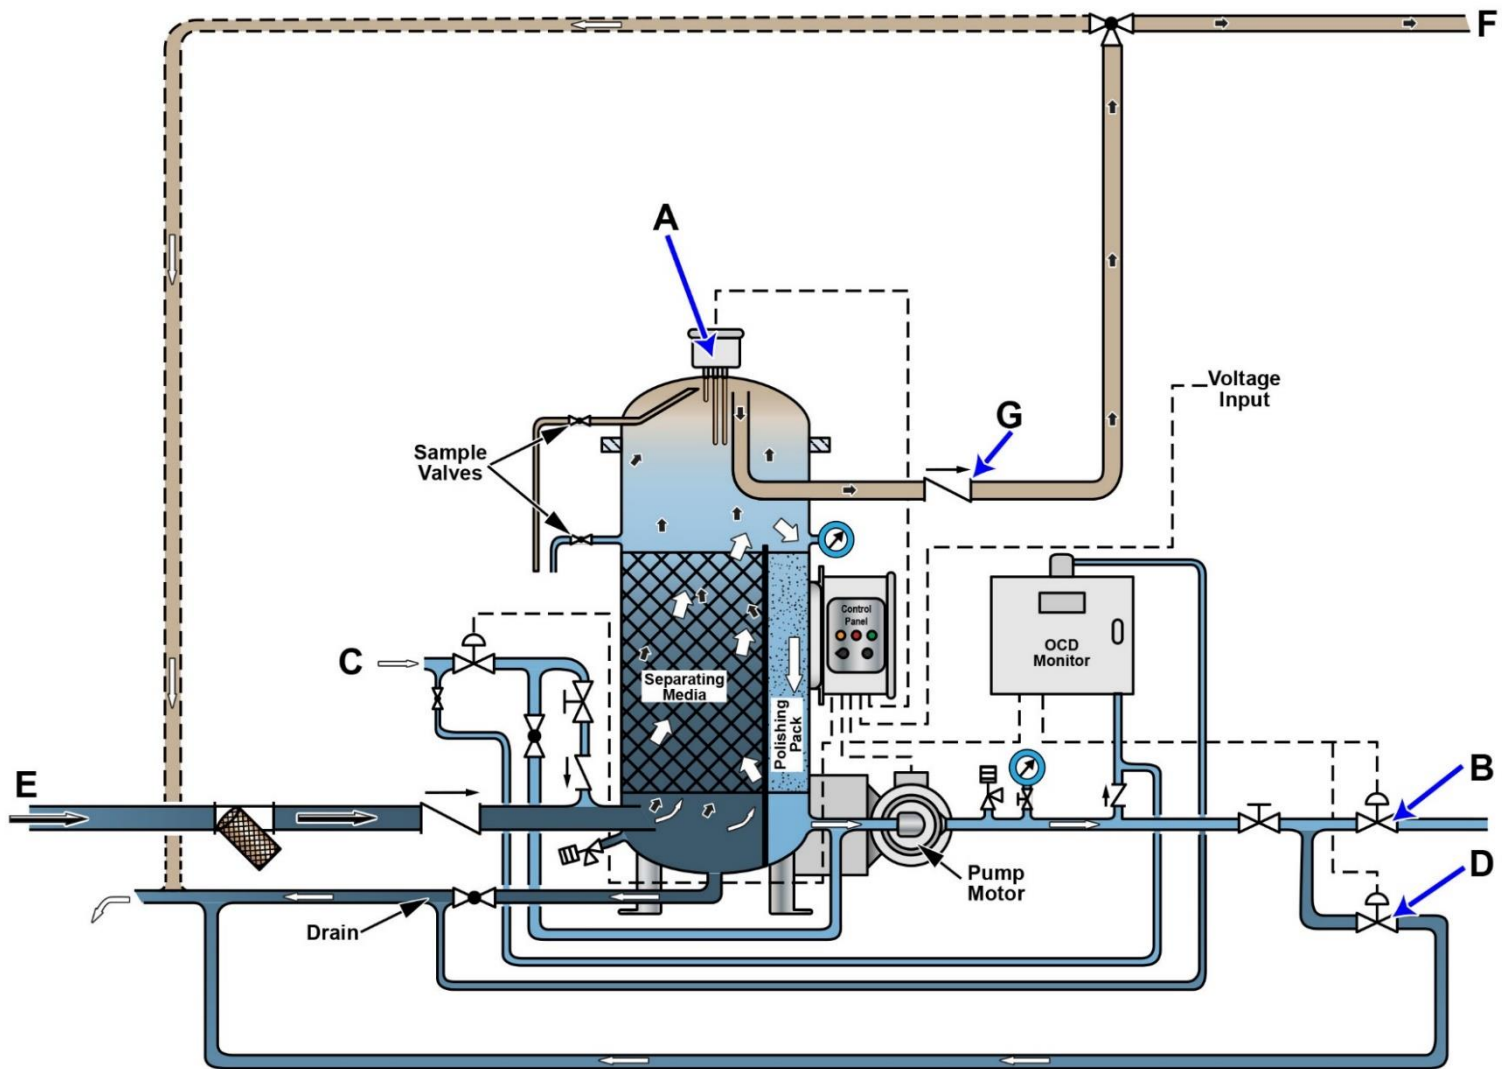 F
A
Voltage
Input
G
Sample
Valves
Control
Panel
OCD
Monitor
C
Separating
Media
Polishing
Pack
E
B
Pump
Motor
D
Drain